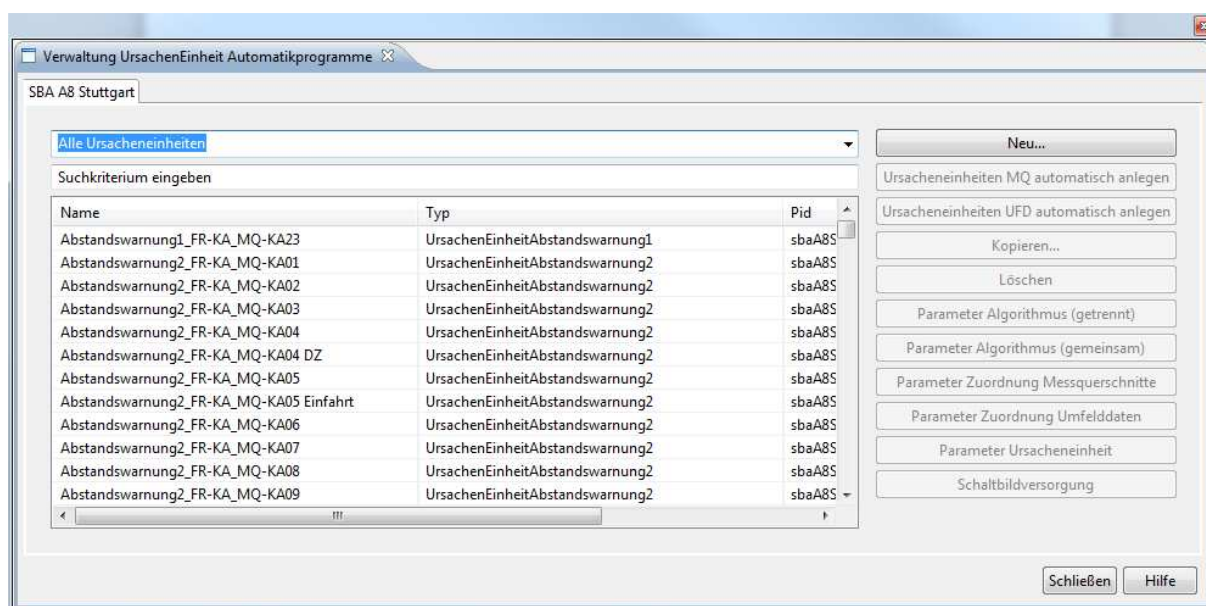 Verwaltung UrsachenEinheit Automatikprogramme
SBA A8 Stuttgart
Alle Ursacheneinheiten
Suchkriterium eingeben
Name Typ Pid
Abstandswarnung1_FR-KA_MQ-KA23 UrsachenEinheitAbstandswarnung1 sbaA8S
Abstandswarnung2_FR-KA_MQ-KA01 UrsachenEinheitAbstandswarnung2 sbaA8S
Abstandswarnung2_FR-KA_MQ-KA02 UrsachenEinheitAbstandswarnung2 sbaA8S
Abstandswarnung2_FR-KA_MQ-KA03 UrsachenEinheitAbstandswarnung2 sbaA8S
Abstandswarnung2_FR-KA_MQ-KA04 UrsachenEinheitAbstandswarnung2 sbaA8S
Abstandswarnung2_FR-KA_MQ-KA04 DZ UrsachenEinheitAbstandswarnung2 sbaA8S
Abstandswarnung2_FR-KA_MQ-KA05 UrsachenEinheitAbstandswarnung2 sbaA8S
Abstandswarnung2_FR-KA_MQ-KA05 Einfahrt UrsachenEinheitAbstandswarnung2 sbaA8S
Abstandswarnung2_FR-KA_MQ-KA06 UrsachenEinheitAbstandswarnung2 sbaA8S
Abstandswarnung2_FR-KA_MQ-KA07 UrsachenEinheitAbstandswarnung2 sbaA8S
Abstandswarnung2_FR-KA_MQ-KA08 UrsachenEinheitAbstandswarnung2 sbaA8S
Abstandswarnung2_FR-KA_MQ-KA09 UrsachenEinheitAbstandswarnung2 sbaA8S
Neu...
Ursacheneinheiten MQ automatisch anlegen
Ursacheneinheiten UFD automatisch anlegen
Kopieren...
Löschen
Parameter Algorithmus (getrennt)
Parameter Algorithmus (gemeinsam)
Parameter Zuordnung Messquerschnitte
Parameter Zuordnung Umfelddaten
Parameter Ursacheneinheit
Schaltbildversorgung
Schließen Hilfe